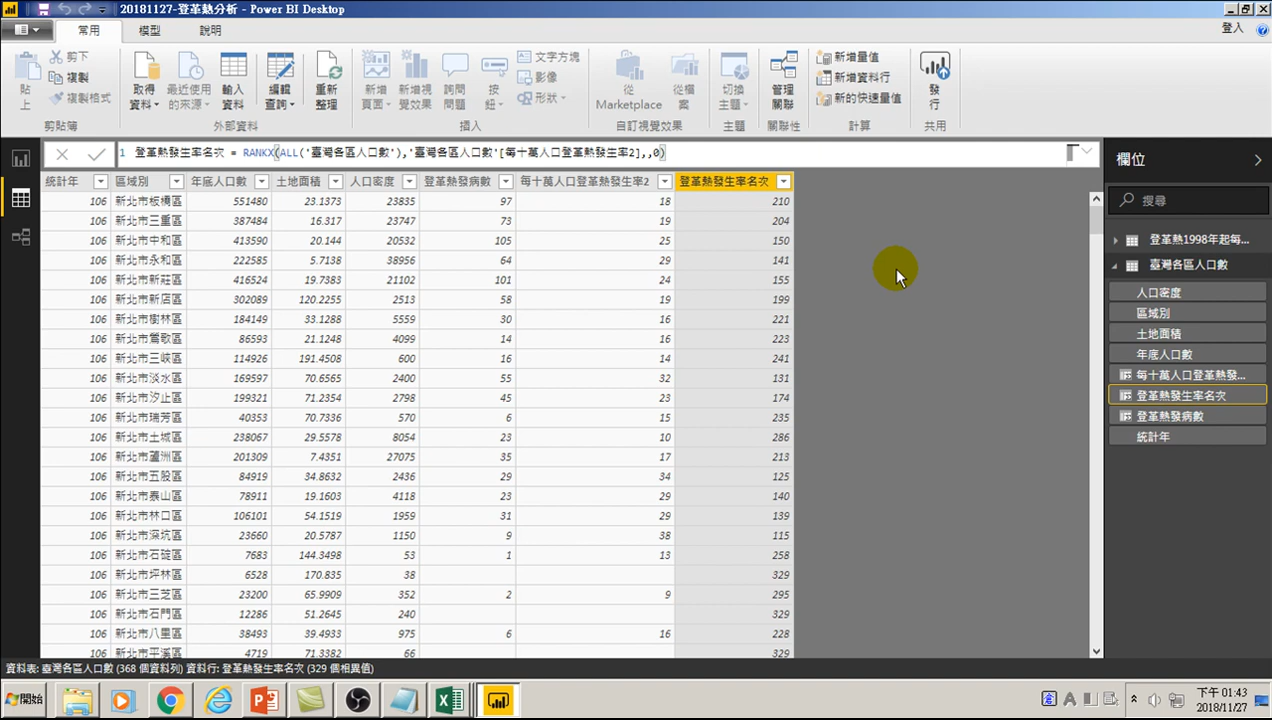 20181127-登革熱分析 - Power BI Desktop
常用 模型 說明 登入
貼上 剪下 複製 複製格式 剪貼簿
取得資料 最近使用的來源 輸入資料 外部資料
編輯查詢 重新整理
新增頁面 新增視覺效果 詢問問題 按鈕 文字方塊 影像 形狀 插入
從 Marketplace 從檔案 自訂視覺效果
切換主題 主題
管理關聯 關聯性
新增量值 新增資料行 新的快速量值 計算
發行 共用
1 登革熱發生率名次 = RANKX(ALL('臺灣各區人口數'),'臺灣各區人口數'[每十萬人口登革熱發生率2],,0)
統計年 區域別 年底人口數 土地面積 人口密度 登革熱發病數 每十萬人口登革熱發生率2 登革熱發生率名次
106 新北市板橋區 551480 23.1373 23835 97 18 210
106 新北市三重區 387484 16.317 23747 73 19 204
106 新北市中和區 413590 20.144 20532 105 25 150
106 新北市永和區 222585 5.7138 38956 64 29 141
106 新北市新莊區 416524 19.7383 21102 101 24 155
106 新北市新店區 302089 120.2255 2513 58 19 199
106 新北市樹林區 184149 33.1288 5559 30 16 221
106 新北市鶯歌區 86593 21.1248 4099 14 16 223
106 新北市三峽區 114926 191.4508 600 16 14 241
106 新北市淡水區 169597 70.6565 2400 55 32 131
106 新北市汐止區 199321 71.2354 2798 45 23 174
106 新北市瑞芳區 40353 70.7336 570 6 15 235
106 新北市土城區 238067 29.5578 8054 23 10 286
106 新北市蘆洲區 201309 7.4351 27075 35 17 213
106 新北市五股區 84919 34.8632 2436 29 34 125
106 新北市泰山區 78911 19.1603 4118 23 29 140
106 新北市林口區 106101 54.1519 1959 31 29 139
106 新北市深坑區 23660 20.5787 1150 9 38 115
106 新北市石碇區 7683 144.3498 53 1 13 258
106 新北市坪林區 6528 170.835 38 329
106 新北市三芝區 23200 65.9909 352 2 9 295
106 新北市石門區 12286 51.2645 240 329
106 新北市八里區 38493 39.4933 975 6 16 228
106 新北市平溪區 4719 71.3382 66 329
欄位
搜尋
登革熱1998年起每...
臺灣各區人口數
人口密度
區域別
土地面積
年底人口數
每十萬人口登革熱發...
登革熱發生率名次
登革熱發病數
統計年
資料表: 臺灣各區人口數 (368 個資料列) 資料行: 登革熱發生率名次 (329 個相異值)
開始
下午 01:43
2018/11/27